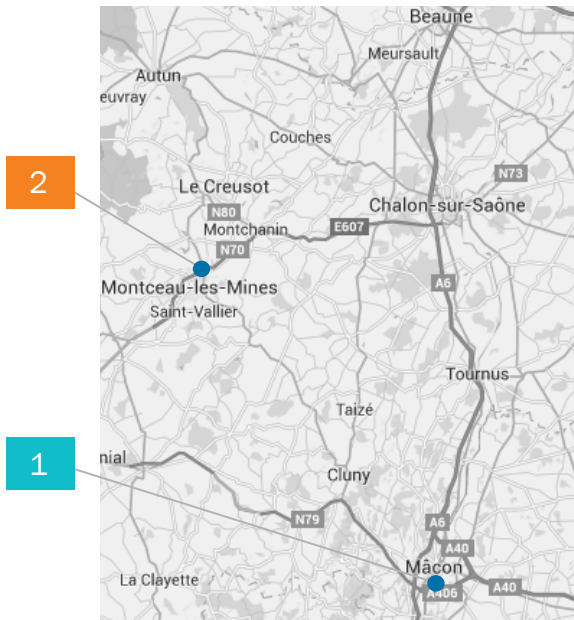 Beaune
Meursault
Autun
euvray
Couches
N73
2
Le Creusot
Chalon-sur-Saône
N80
Montchanin
E607
N70
A6
Montceau-les-Mines
Saint-Vallier
Tournus
Taizé
1
nial
Cluny
N79
A6
A40
Mâcon
La Clayette
A406
A40